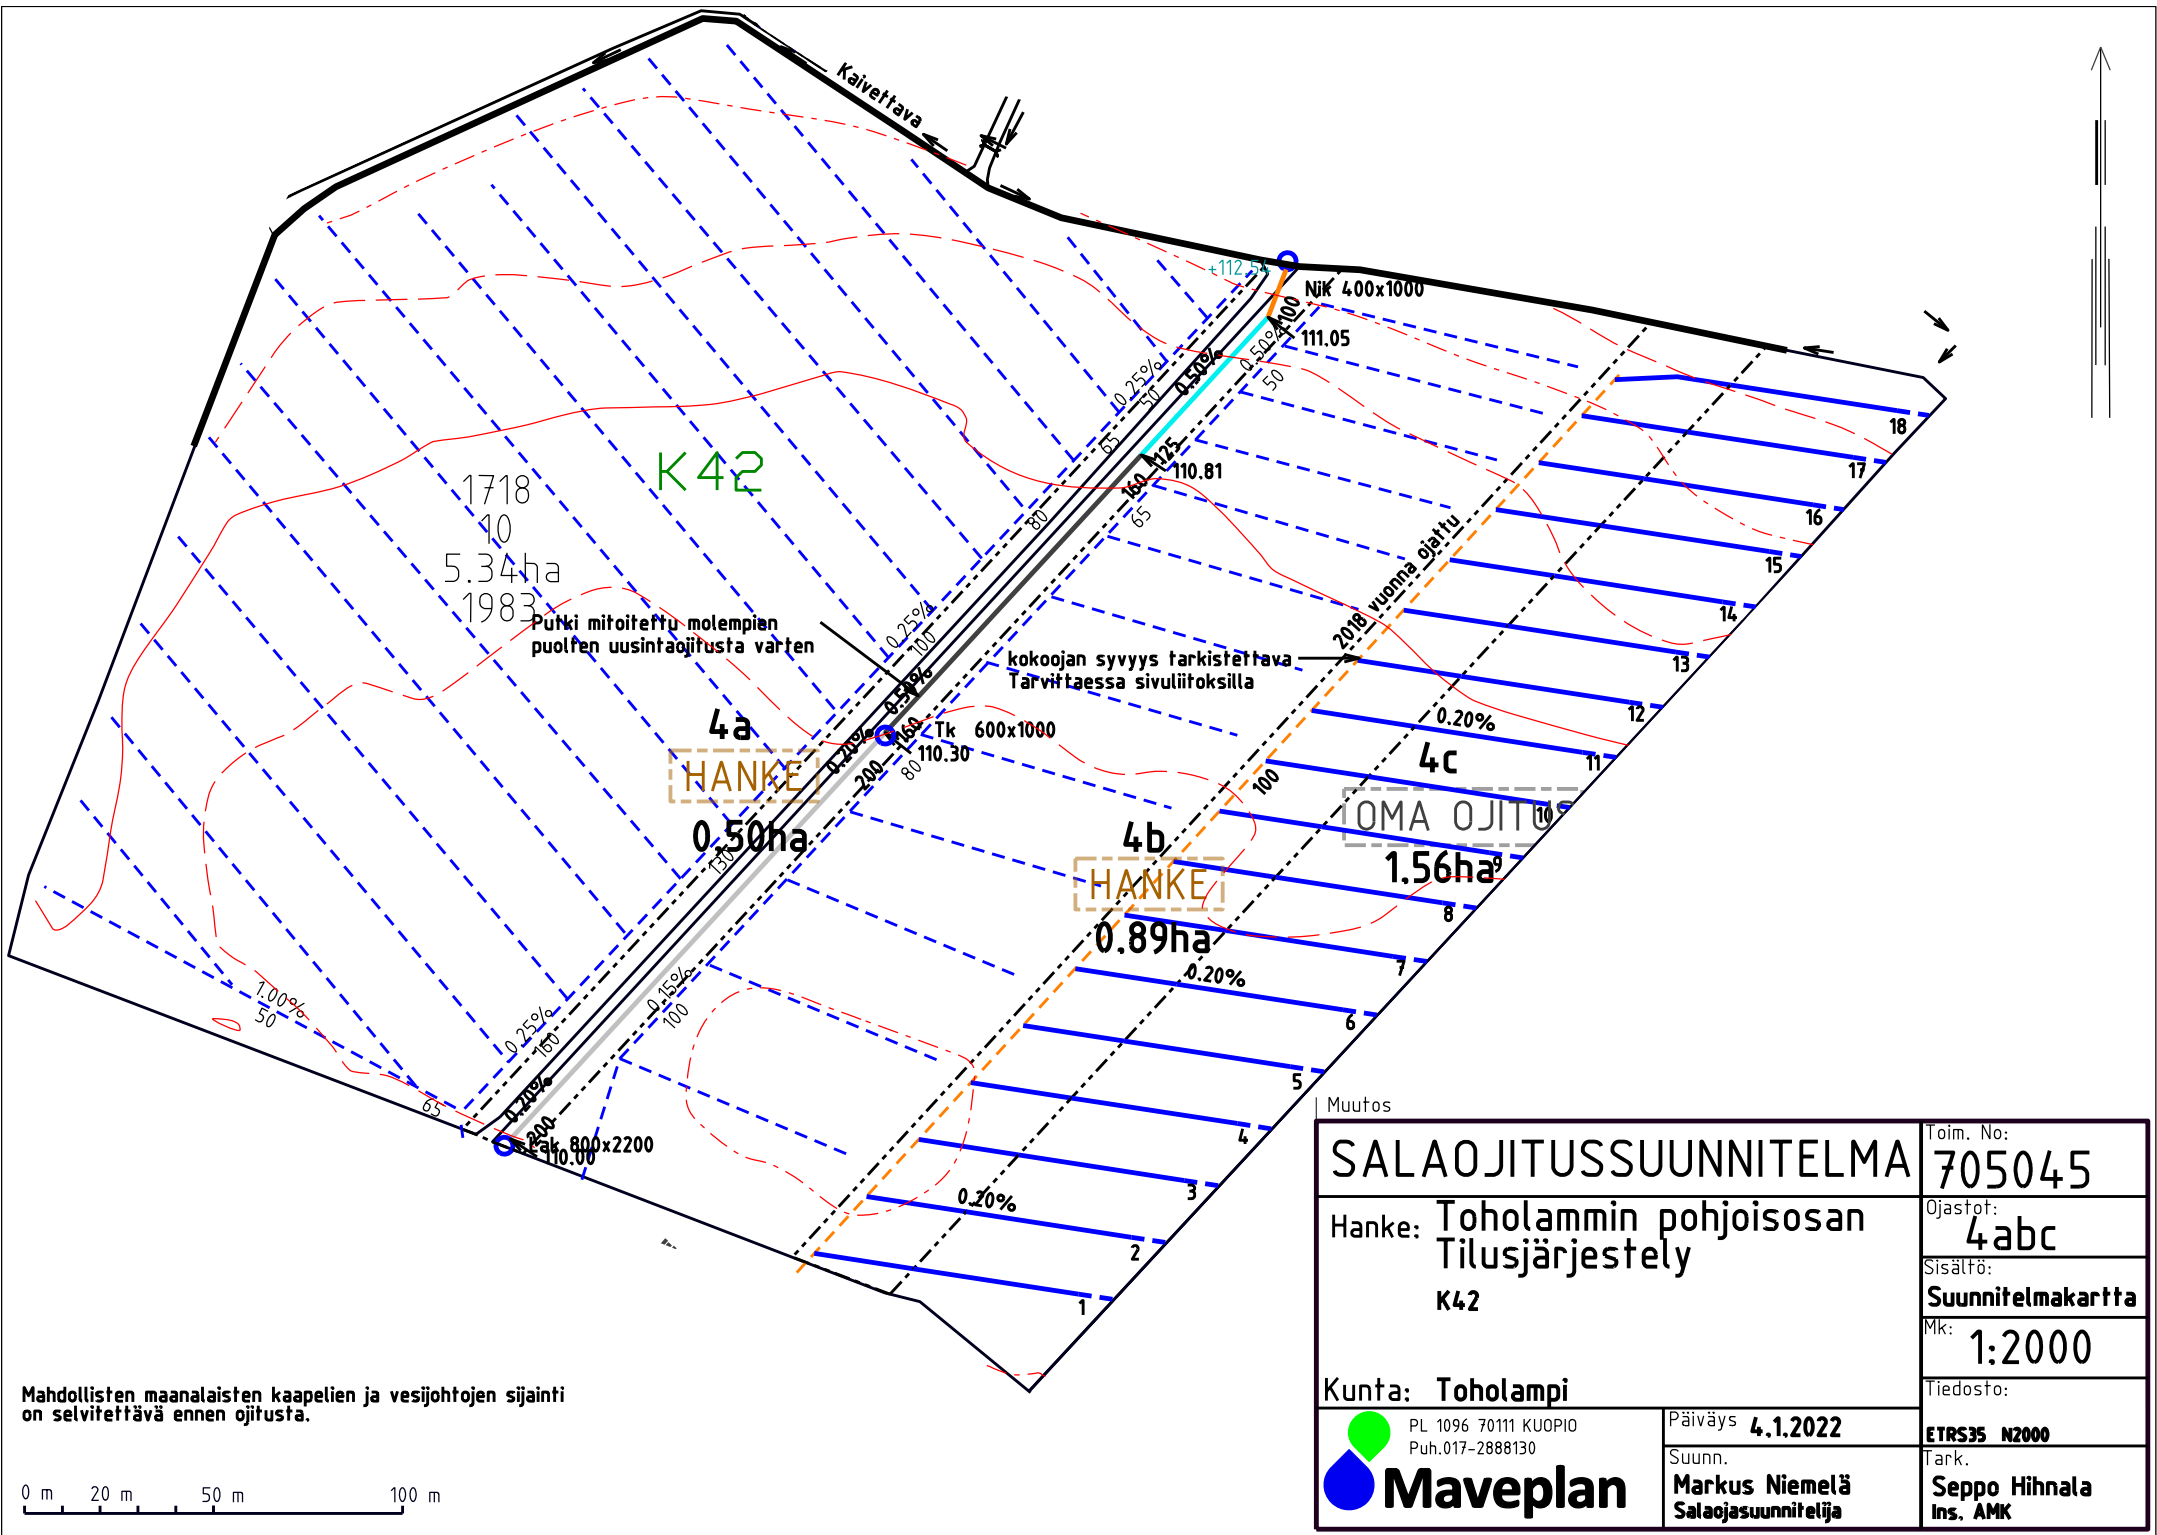 Kaivettava
+112.54
NiK 400x1000
100
111.05
0.50%
50
0.25%
50
0.50%
65
125
160
110.81
65
80
K42
1718
10
5.34ha
1983
Putki mitoitettu molempien
puolten uusintaojitusta varten
0.25%
100
0.50%
kokoojan syvyys tarkistettava
Tarvittaessa sivuliitoksilla
2018 vuonna ojattu
4a
HANKE
0.50ha
0.20%
160
Tk 600x1000
110.30
200
80
130
4b
HANKE
0.89ha
100
0.20%
4c
OMA OJITUS
1.56ha
0.20%
0.15%
100
1.00%
50
0.25%
160
65
0.20%
200
Lak 800x2200
110.00
0.20%
18
17
16
15
14
13
12
11
10
9
8
7
6
5
4
3
2
1
Mahdollisten maanalaisten kaapelien ja vesijohtojen sijainti
on selvitettävä ennen ojitusta.
0 m 20 m 50 m 100 m
Muutos
SALAOJITUSSUUNNITELMA
Toim. No:
705045
Hanke: Toholammin pohjoisosan
Tilusjärjestely
K42
Ojastot:
4abc
Sisältö:
Suunnitelmakartta
Mk:
1:2000
Kunta: Toholampi
Tiedosto:
ETRS35 N2000
PL 1096 70111 KUOPIO
Puh.017-2888130
Maveplan
Päiväys 4.1.2022
Suunn.
Markus Niemelä
Salaojasuunnitelija
Tark.
Seppo Hihnala
Ins. AMK